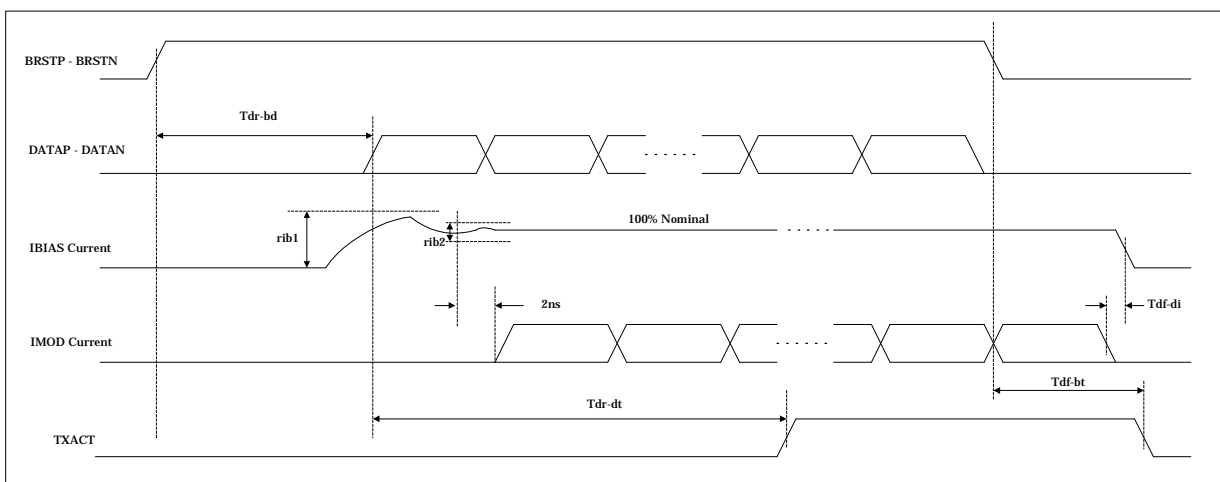 BRSTP - BRSTN
Tdr-bd
DATAP - DATAN
100% Nominal
rib1
rib2
IBIAS Current
2ns
Tdf-di
IMOD Current
Tdf-bt
Tdr-dt
TXACT